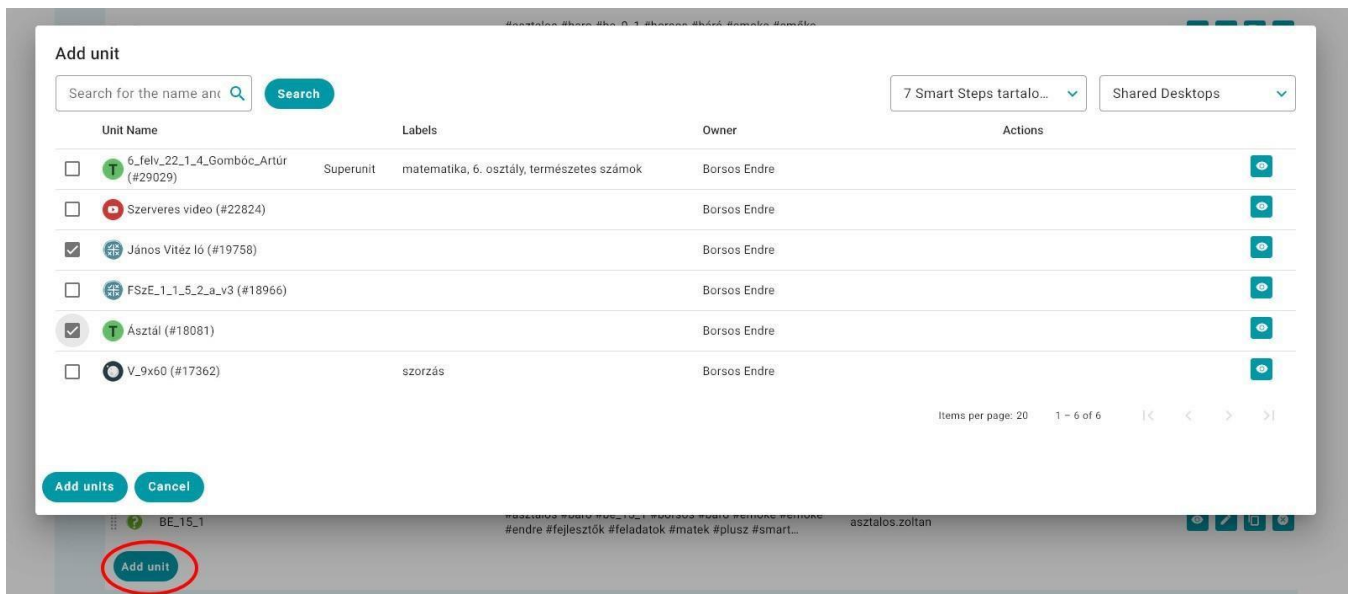 Add unit
Search for the name and
Search
7 Smart Steps tartalo...
Shared Desktops
Unit Name Labels Owner Actions
6_felv_22_1_4_Gombóc_Artúr
(#29029)
Superunit matematika, 6. osztály, természetes számok Borsos Endre
Szerveres video (#22824) Borsos Endre
János Vitéz ló (#19758) Borsos Endre
FSzE_1_1_5_2_a_v3 (#18966) Borsos Endre
T Ásztál (#18081) Borsos Endre
V_9x60 (#17362) szorzás Borsos Endre
Items per page: 20 1 – 6 of 6
Add units Cancel
BE_15_1
#endre #fejlesztők #feladatok #matek #plusz #smart...
asztalos.zoltan
Add unit